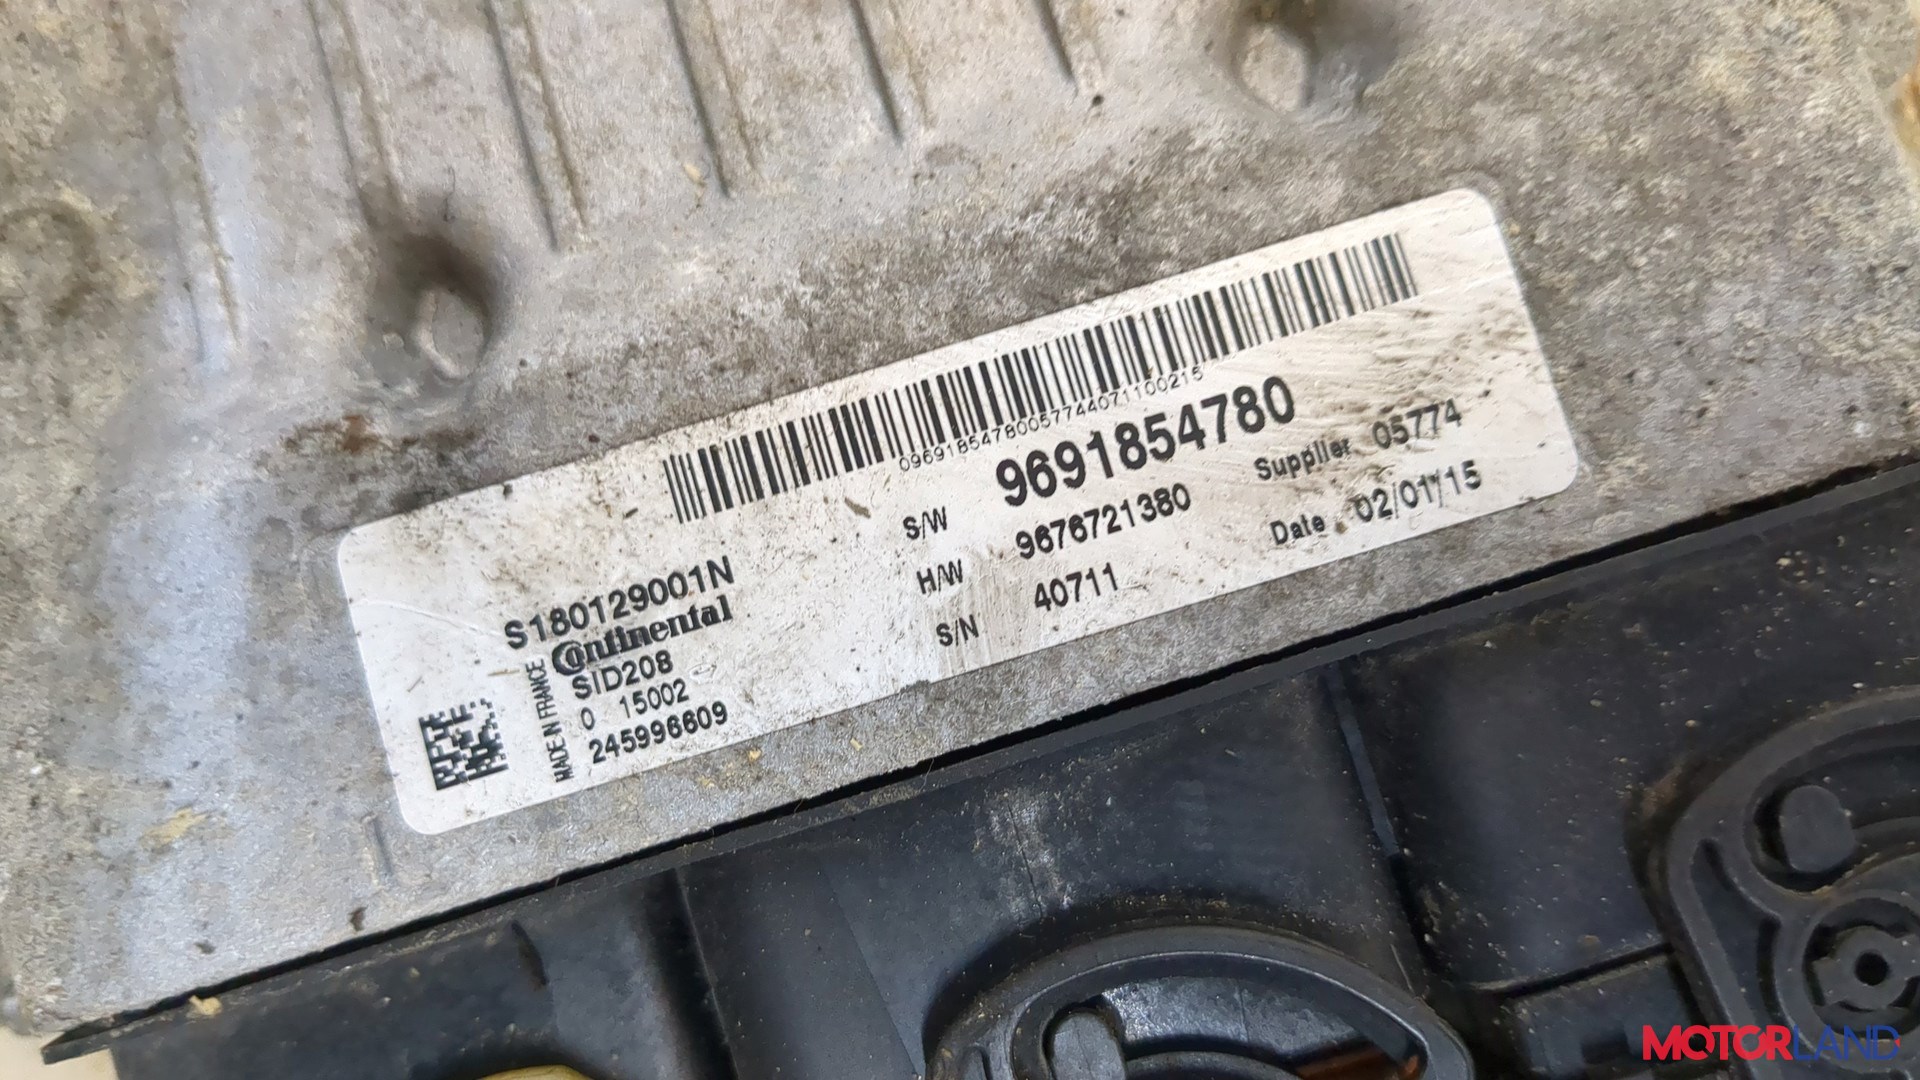 09691854780057744071100215
S/W 9691854780 Supplier 05774
H/W 9676721380 Date 02/01/15
S/N 40711
S180129001N
Continental
SID208
0 15002
245996609
MADE IN FRANCE
MOTORLAND